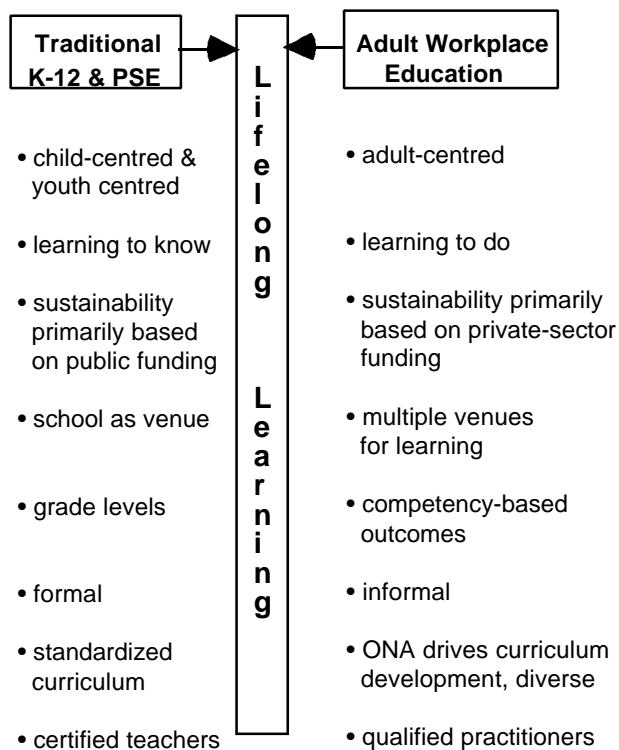 Traditional
K-12 & PSE
• child-centred &
youth centred
• learning to know
• sustainability
primarily based
on public funding
• school as venue
• grade levels
• formal
• standardized
curriculum
• certified teachers
Lifelong
Learning
Adult Workplace
Education
• adult-centred
• learning to do
• sustainability primarily
based on private-sector
funding
• multiple venues
for learning
• competency-based
outcomes
• informal
• ONA drives curriculum
development, diverse
• qualified practitioners